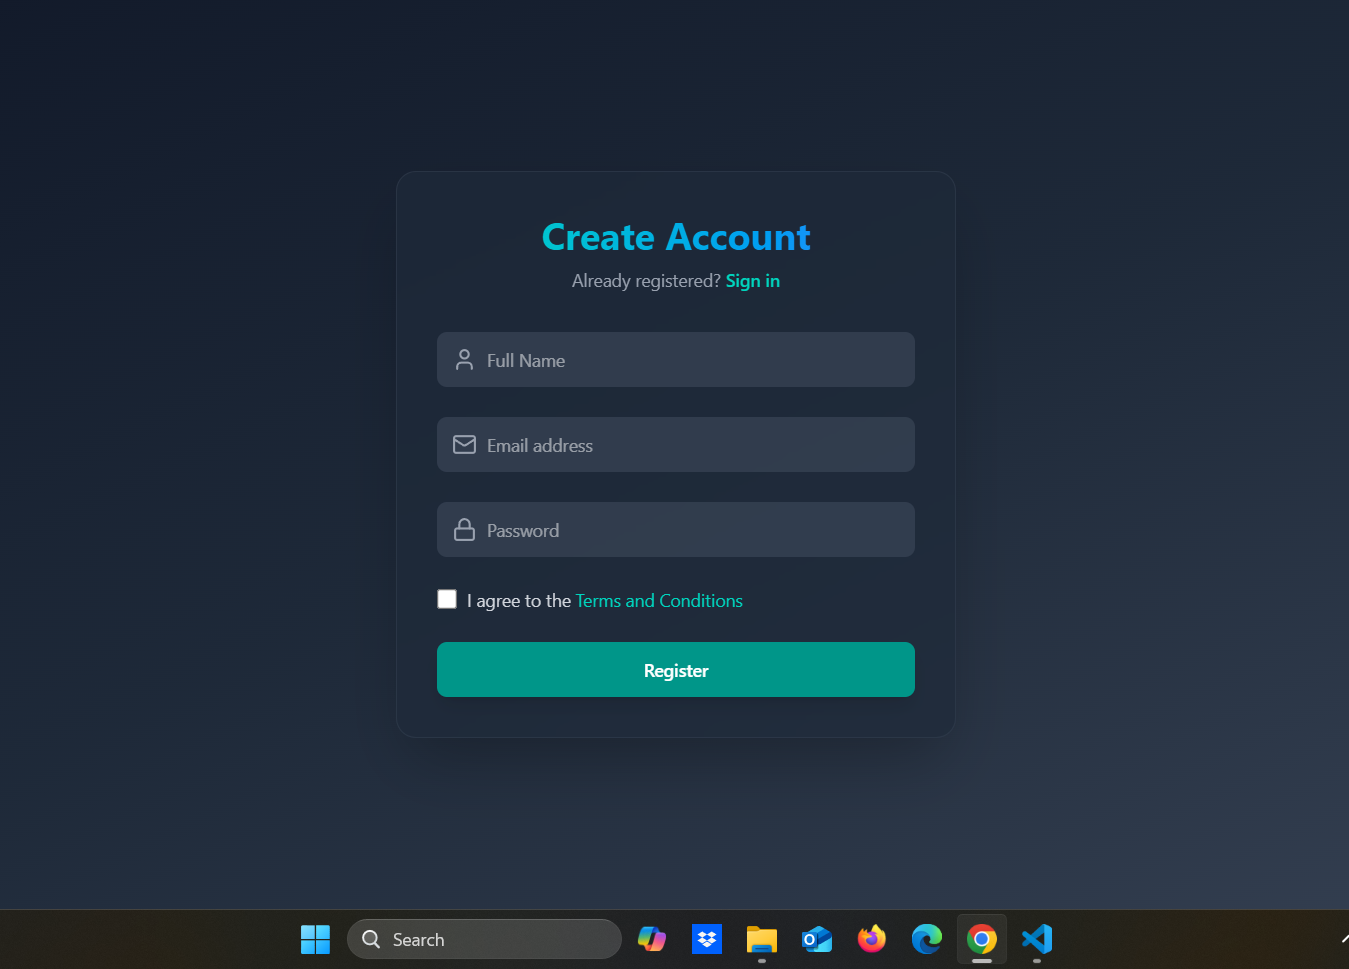 Create Account
Already registered? Sign in
Full Name
Email address
Password
I agree to the Terms and Conditions
Register
Search